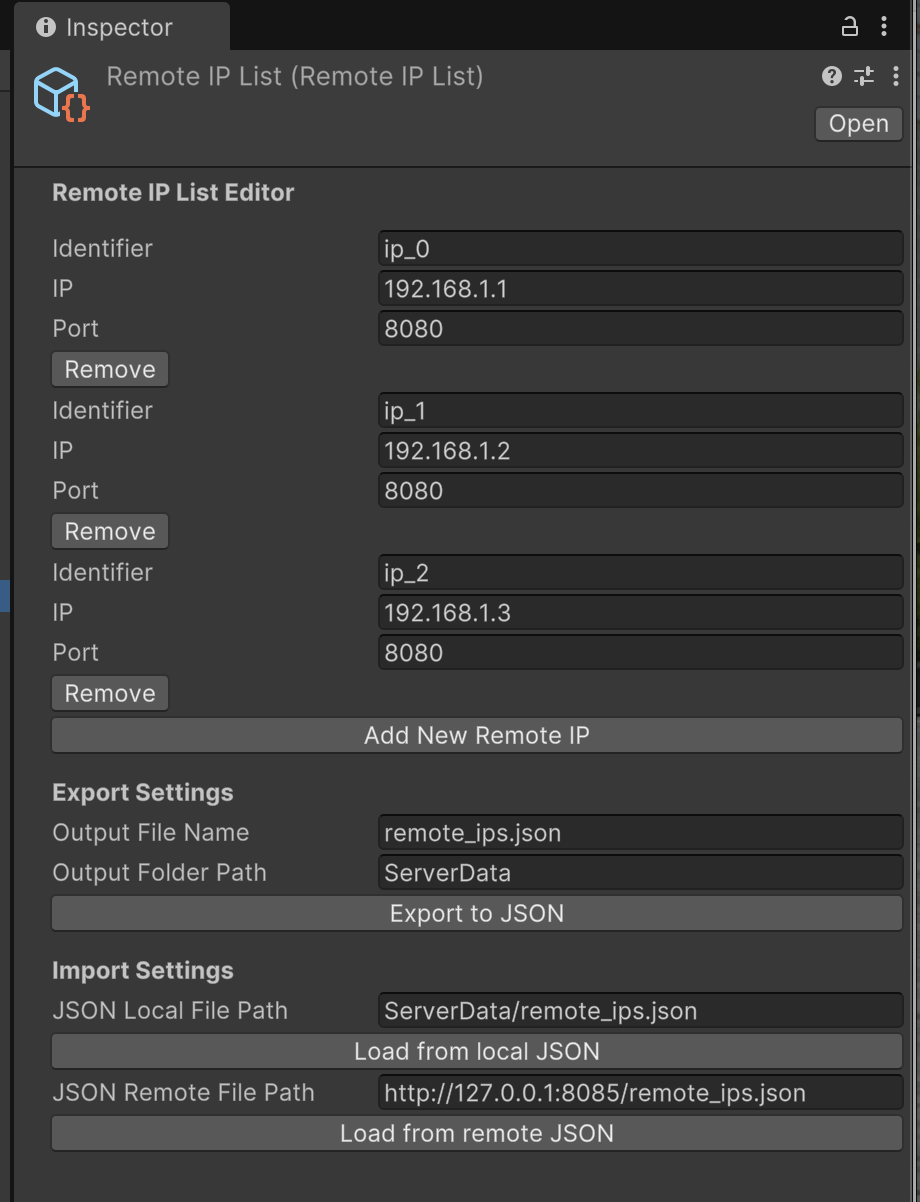 Inspector
Remote IP List (Remote IP List)
Open
Remote IP List Editor
Identifier ip_0
IP 192.168.1.1
Port 8080
Remove
Identifier ip_1
IP 192.168.1.2
Port 8080
Remove
Identifier ip_2
IP 192.168.1.3
Port 8080
Remove
Add New Remote IP
Export Settings
Output File Name remote_ips.json
Output Folder Path ServerData
Export to JSON
Import Settings
JSON Local File Path ServerData/remote_ips.json
Load from local JSON
JSON Remote File Path http://127.0.0.1:8085/remote_ips.json
Load from remote JSON